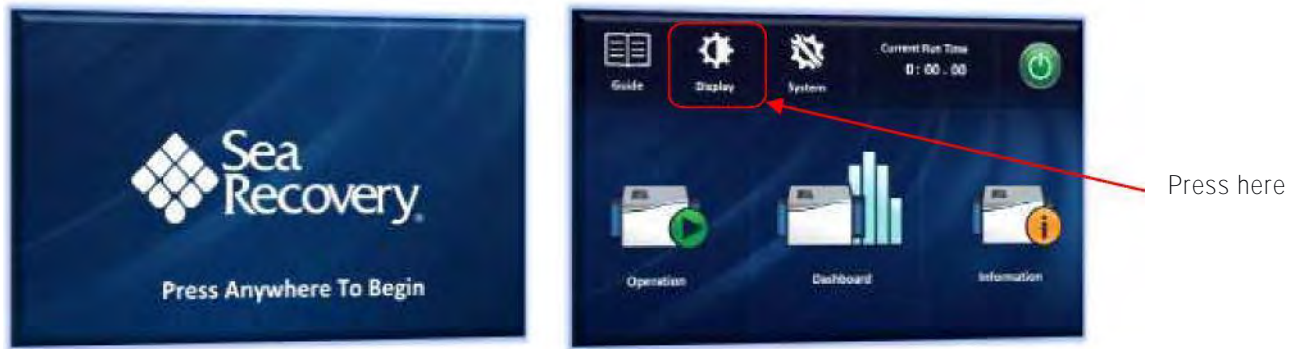 Sea
Recovery®
Press Anywhere To Begin
Guide
Display
System
Current Run Time
0 : 00 . 00
Operation
Dashboard
Information
Press here